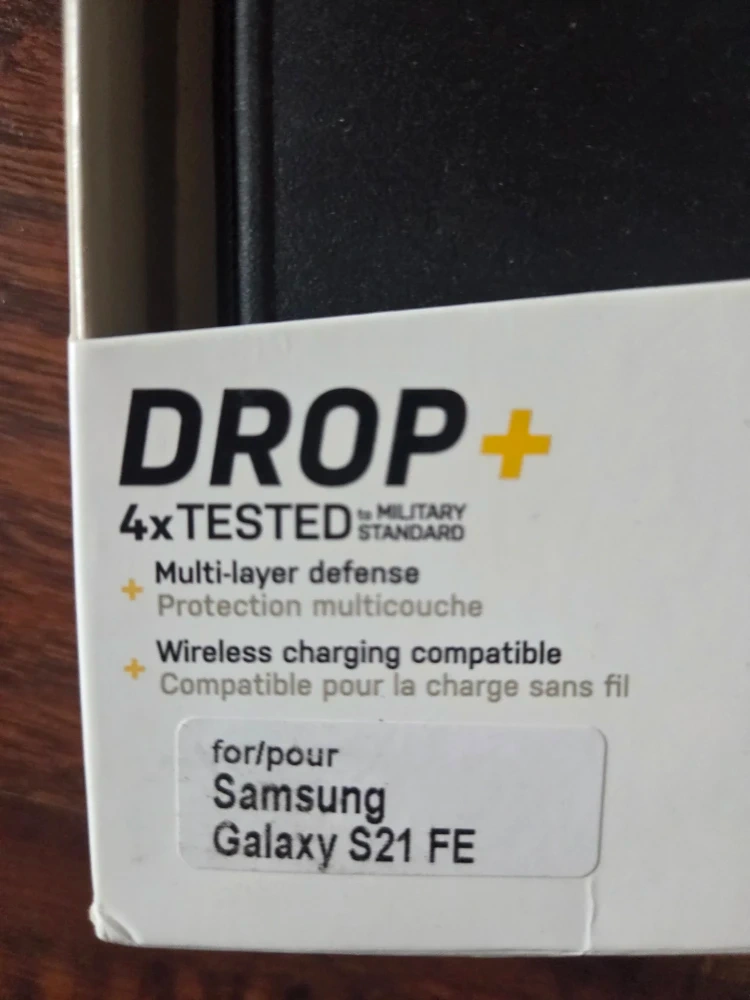 DROP+
4xTESTED to MILITARY STANDARD
+ Multi-layer defense
Protection multicouche
+ Wireless charging compatible
Compatible pour la charge sans fil
for/pour
Samsung
Galaxy S21 FE